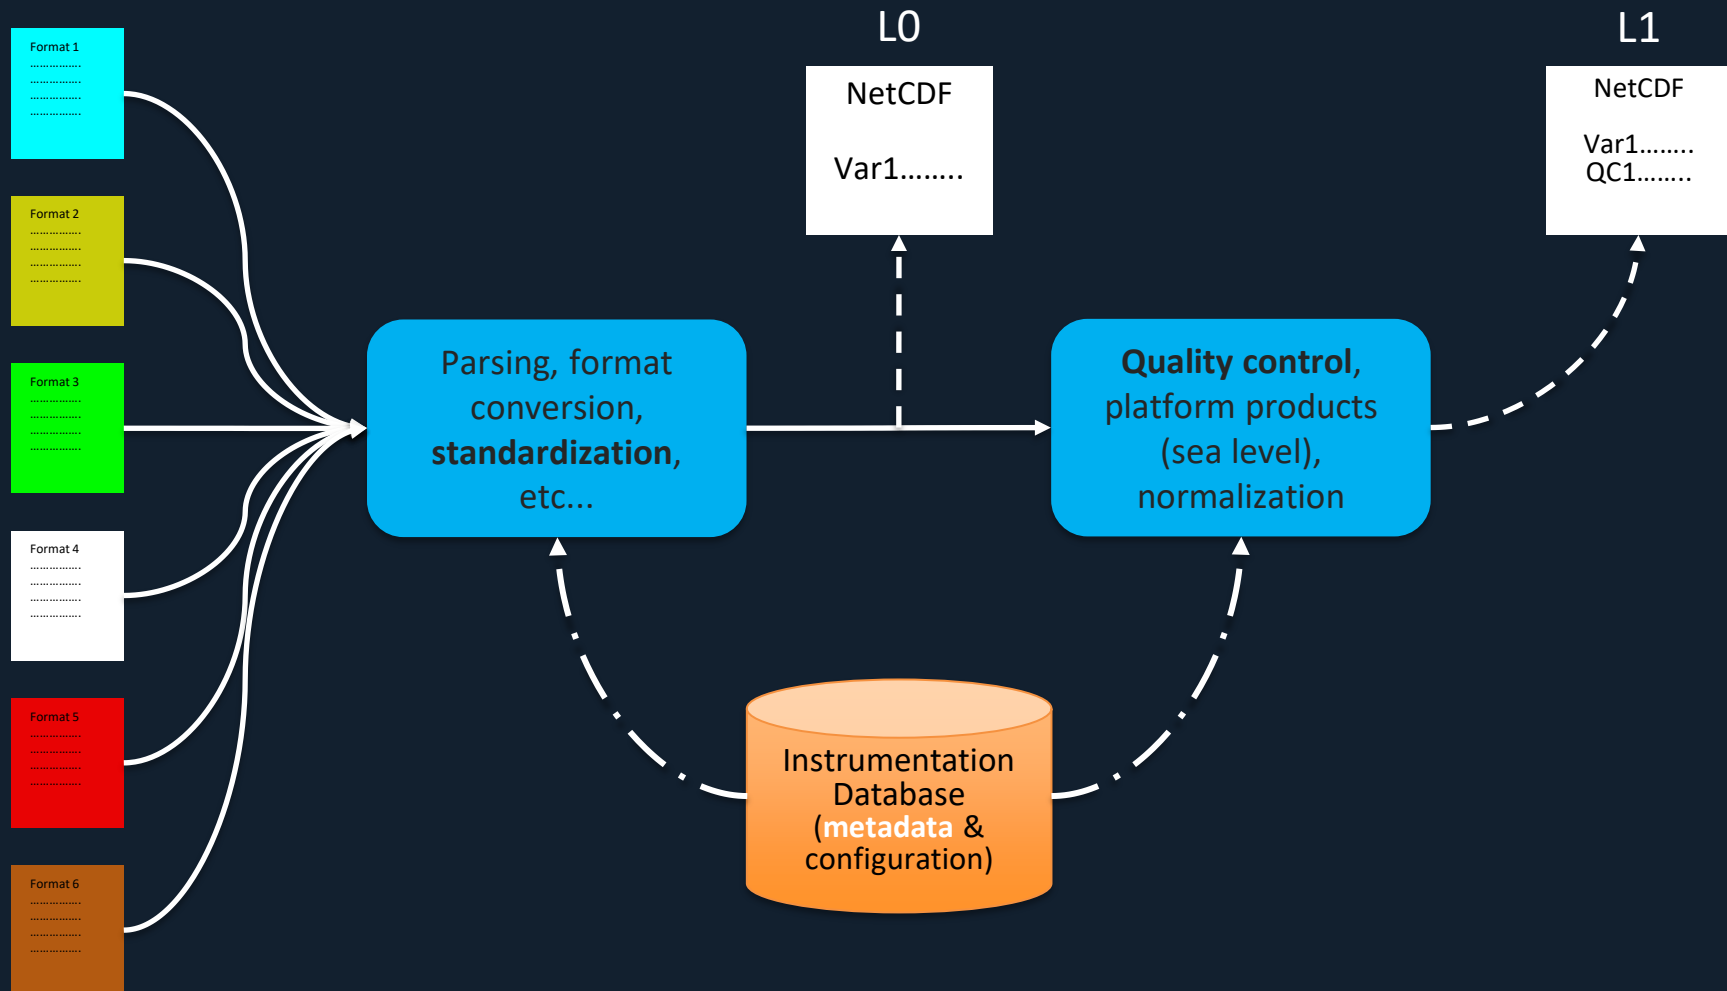 Format 1
................
................
................
................
Format 2
................
................
................
................
Format 3
................
................
................
................
Format 4
................
................
................
................
Format 5
................
................
................
................
Format 6
................
................
................
................
L0
NetCDF
Var1........
L1
NetCDF
Var1........
QC1........
Parsing, format
conversion,
standardization,
etc...
Quality control,
platform products
(sea level),
normalization
Instrumentation
Database
(metadata &
configuration)